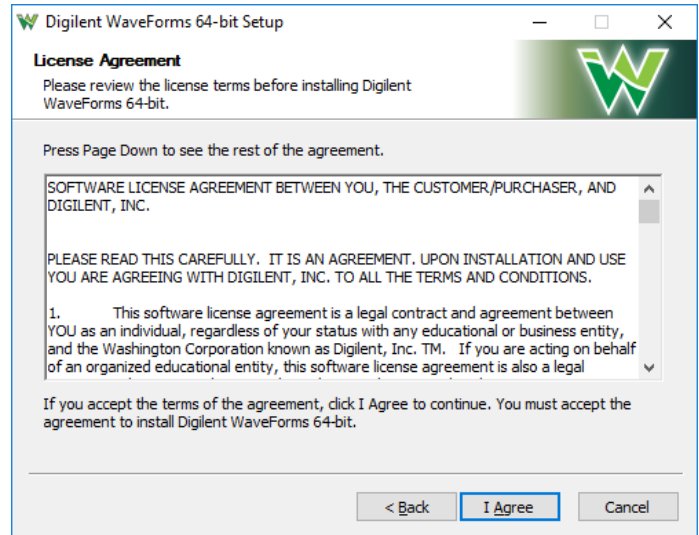 Digilent WaveForms 64-bit Setup
License Agreement
Please review the license terms before installing Digilent
WaveForms 64-bit.
Press Page Down to see the rest of the agreement.
SOFTWARE LICENSE AGREEMENT BETWEEN YOU, THE CUSTOMER/PURCHASER, AND
DIGILENT, INC.
PLEASE READ THIS CAREFULLY.  IT IS AN AGREEMENT. UPON INSTALLATION AND USE
YOU ARE AGREEING WITH DIGILENT, INC. TO ALL THE TERMS AND CONDITIONS.
1. This software license agreement is a legal contract and agreement between
YOU as an individual, regardless of your status with any educational or business entity,
and the Washington Corporation known as Digilent, Inc. TM.   If you are acting on behalf
of an organized educational entity, this software license agreement is also a legal
If you accept the terms of the agreement, click I Agree to continue. You must accept the
agreement to install Digilent WaveForms 64-bit.
< Back
I Agree
Cancel